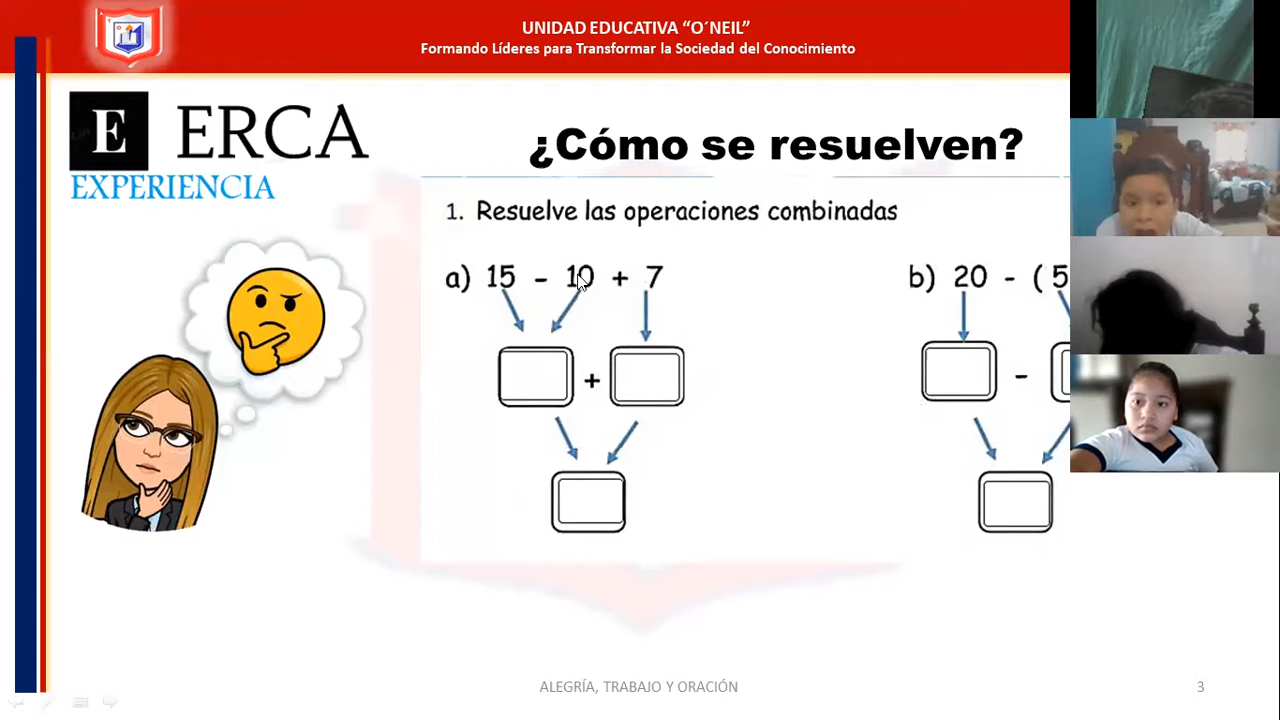 UNIDAD EDUCATIVA “O´NEIL”
Formando Líderes para Transformar la Sociedad del Conocimiento
E ERCA
EXPERIENCIA
¿Cómo se resuelven?
1. Resuelve las operaciones combinadas
a) 15 - 10 + 7
b) 20 - ( 5
+
-
ALEGRÍA, TRABAJO Y ORACIÓN
3